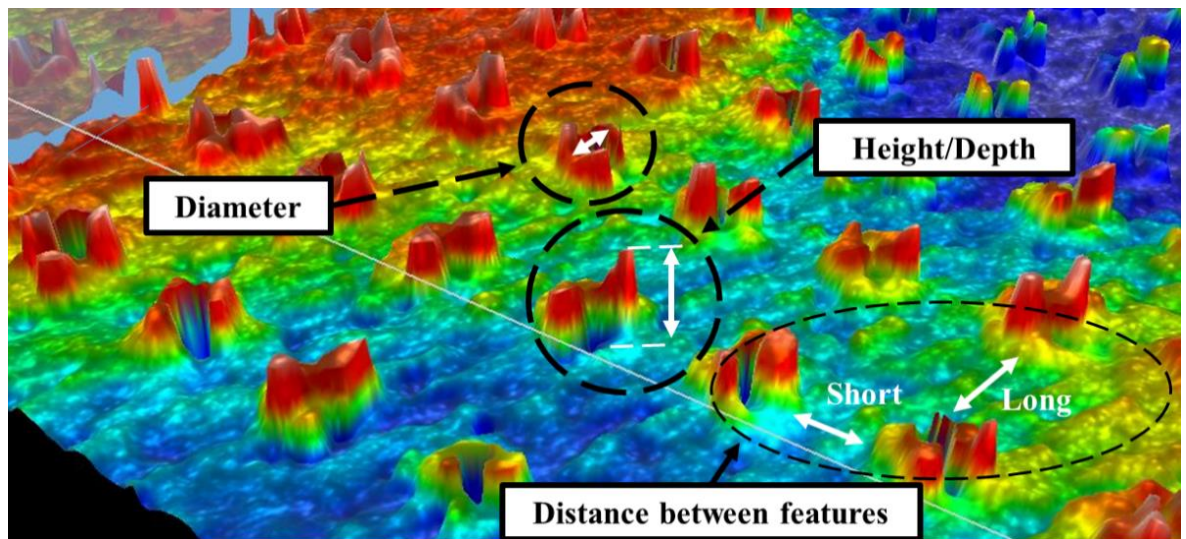 Height/Depth
Diameter
Short
Long
Distance between features